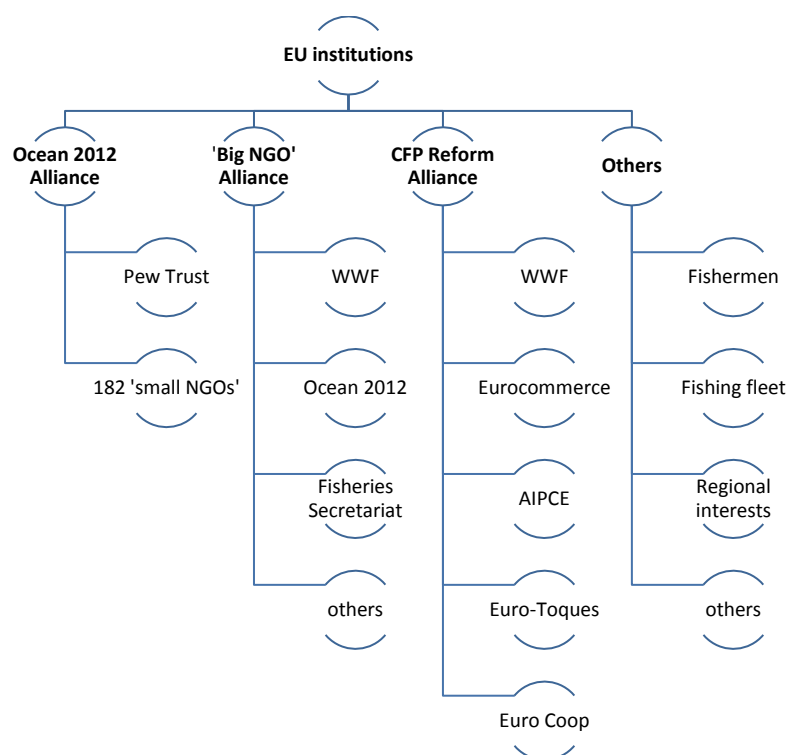 EU institutions
Ocean 2012
Alliance
'Big NGO'
Alliance
CFP Reform
Alliance
Others
Pew Trust
182 'small NGOs'
WWF
Ocean 2012
Fisheries
Secretariat
others
WWF
Eurocommerce
AIPCE
Euro-Toques
Euro Coop
Fishermen
Fishing fleet
Regional
interests
others